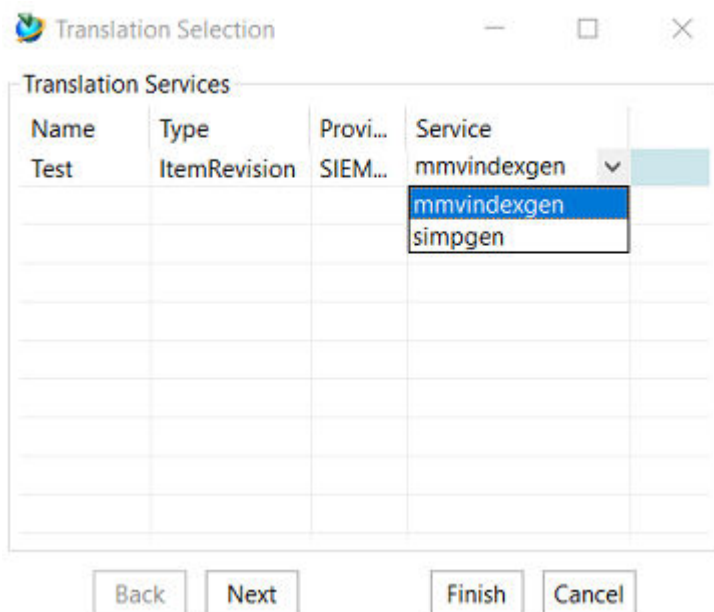 Translation Selection
Translation Services
Name Type Provi... Service
Test ItemRevision SIEM... mmvindexgen
mmvindexgen
simpgen
Back Next Finish Cancel